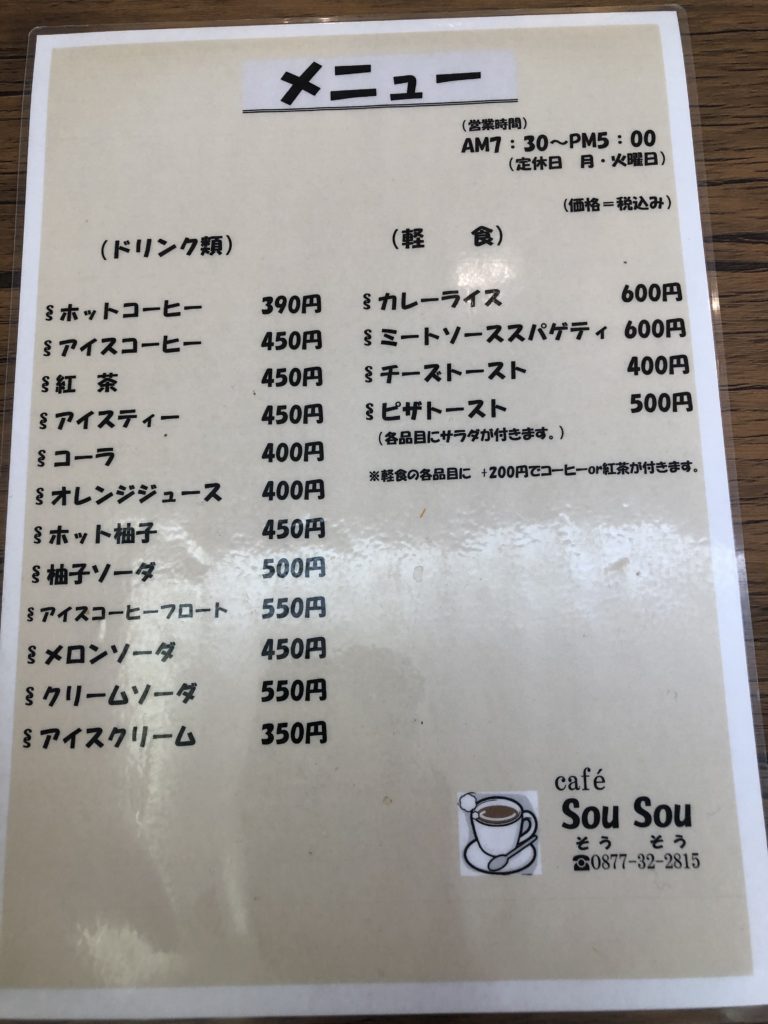 メニュー
(営業時間)
AM7:30~PM5:00
(定休日 月・火曜日)
(価格=税込み)
(ドリンク類)
§ホットコーヒー 390円
§アイスコーヒー 450円
§紅 茶 450円
§アイスティー 450円
§コーラ 400円
§オレンジジュース 400円
§ホット柚子 450円
§柚子ソーダ 500円
§アイスコーヒーフロート 550円
§メロンソーダ 450円
§クリームソーダ 550円
§アイスクリーム 350円
(軽 食)
§カレーライス 600円
§ミートソーススパゲティ 600円
§チーズトースト 400円
§ピザトースト 500円
(各品目にサラダが付きます。)
※軽食の各品目に +200円でコーヒーor紅茶が付きます。
café
Sou Sou
そう そう
☎0877-32-2815